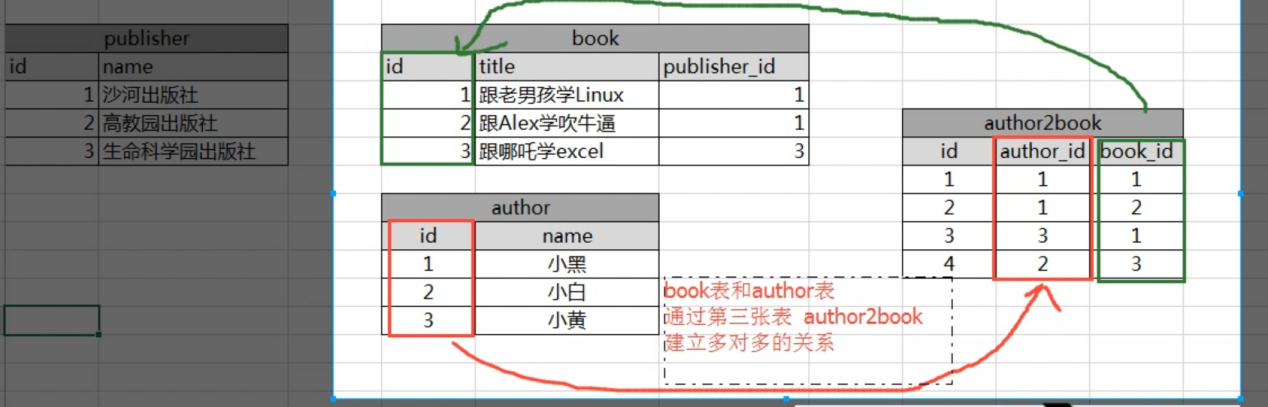 publisher
id name
1 沙河出版社
2 高教园出版社
3 生命科学园出版社
book
id title publisher_id
1 跟老男孩学Linux 1
2 跟Alex学吹牛逼 1
3 跟哪吒学excel 3
author
id name
1 小黑
2 小白
3 小黄
author2book
id author_id book_id
1 1 1
2 1 2
3 3 1
4 2 3
book表和author表
通过第三张表 author2book
建立多对多的关系